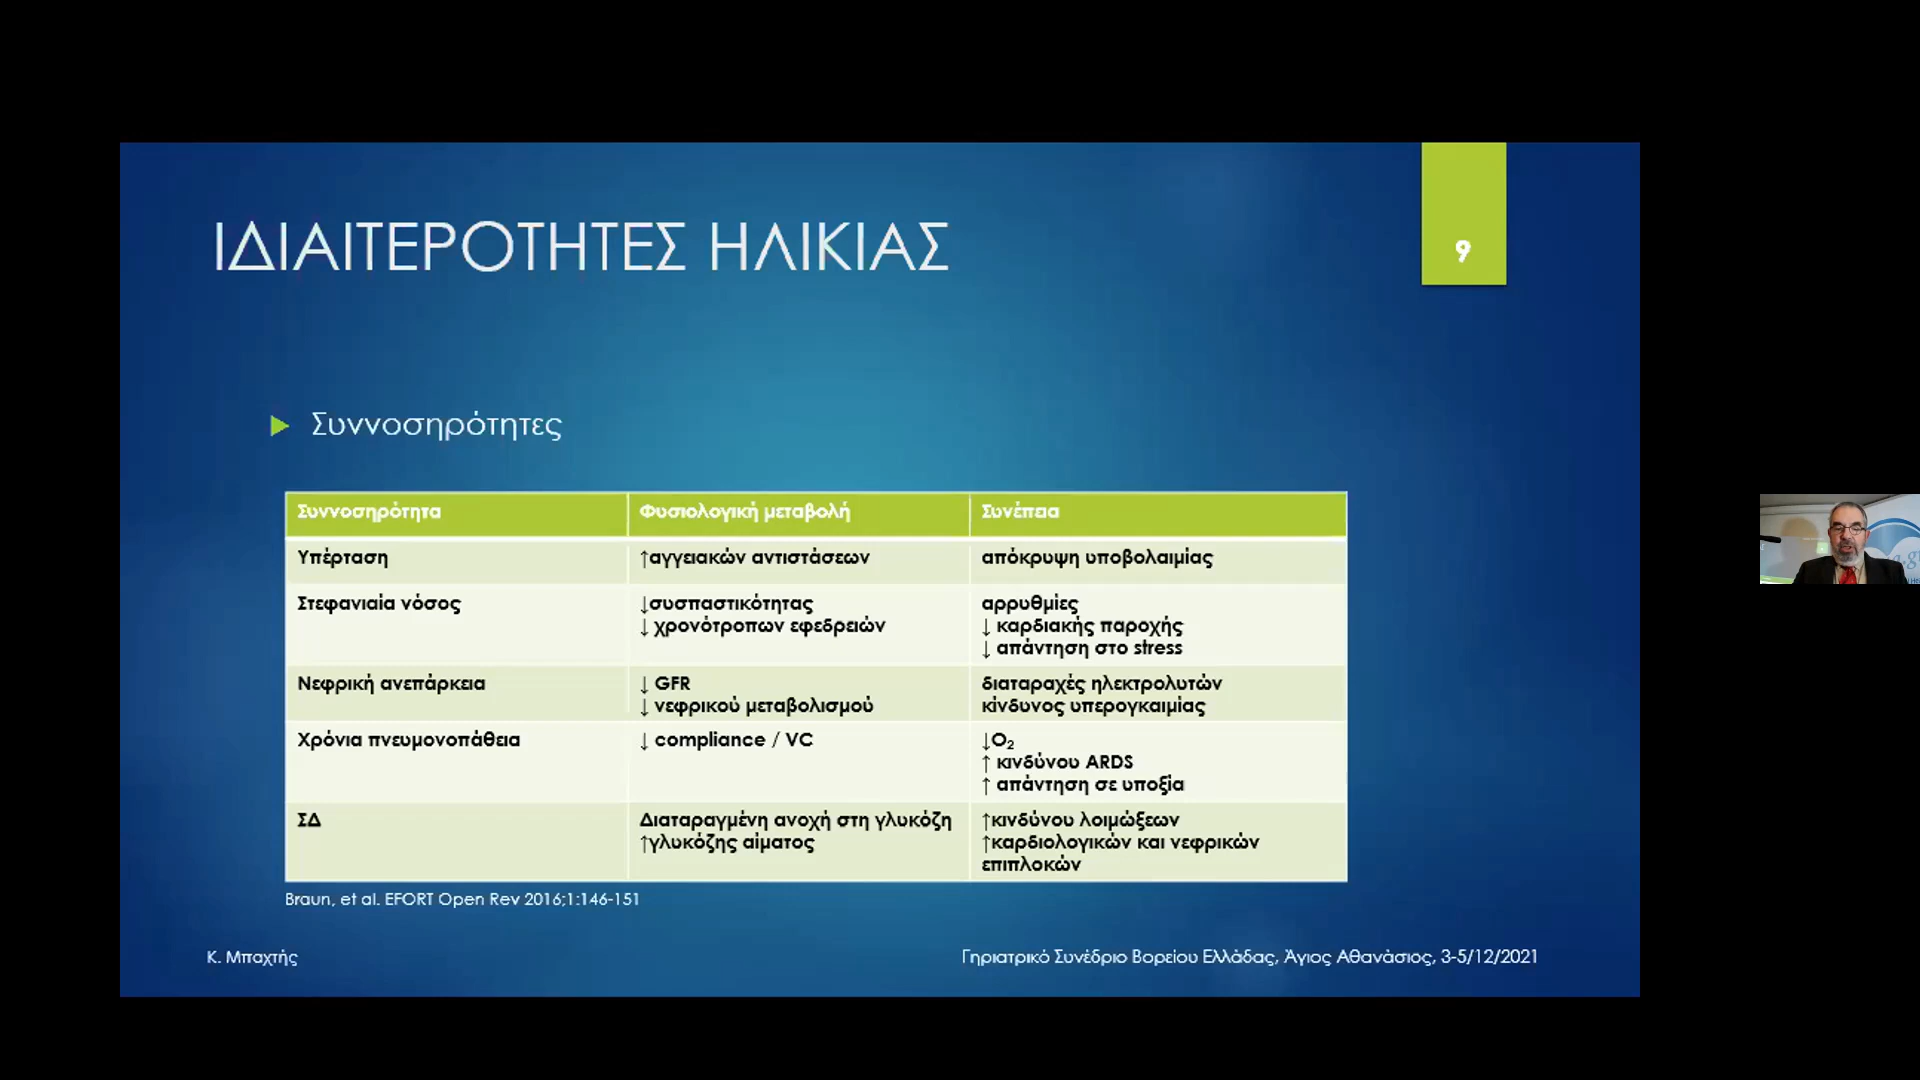 ΙΔΙΑΙΤΕΡΟΤΗΤΕΣ ΗΛΙΚΙΑΣ
9
Συννοσηρότητες
Συννοσηρότητα Φυσιολογική μεταβολή Συνέπεια
Υπέρταση ↑αγγειακών αντιστάσεων απόκρυψη υποβολαιμίας
Στεφανιαία νόσος ↓συσπαστικότητας αρρυθμίες
↓ χρονότροπων εφεδρειών ↓ καρδιακής παροχής
↓ απάντηση στο stress
Νεφρική ανεπάρκεια ↓ GFR διαταραχές ηλεκτρολυτών
↓ νεφρικού μεταβολισμού κίνδυνος υπερογκαιμίας
Χρόνια πνευμονοπάθεια ↓ compliance / VC ↓O₂
↑ κινδύνου ARDS
↑ απάντηση σε υποξία
ΣΔ Διαταραγμένη ανοχή στη γλυκόζη ↑κινδύνου λοιμώξεων
↑γλυκόζης αίματος ↑καρδιολογικών και νεφρικών
επιπλοκών
Braun, et al. EFORT Open Rev 2016;1:146-151
Κ. Μπαχτής Γηριατρικό Συνέδριο Βορείου Ελλάδας, Άγιος Αθανάσιος, 3-5/12/2021